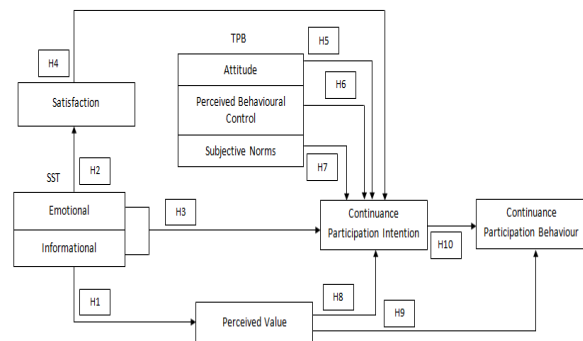 TPB
H5
H4
Attitude
H6
Satisfaction
Perceived Behavioural
Control
Subjective Norms
H7
H2
SST
Emotional
H3
Informational
Continuance
Participation Intention
Continuance
Participation Behaviour
H10
H1
H8
H9
Perceived Value